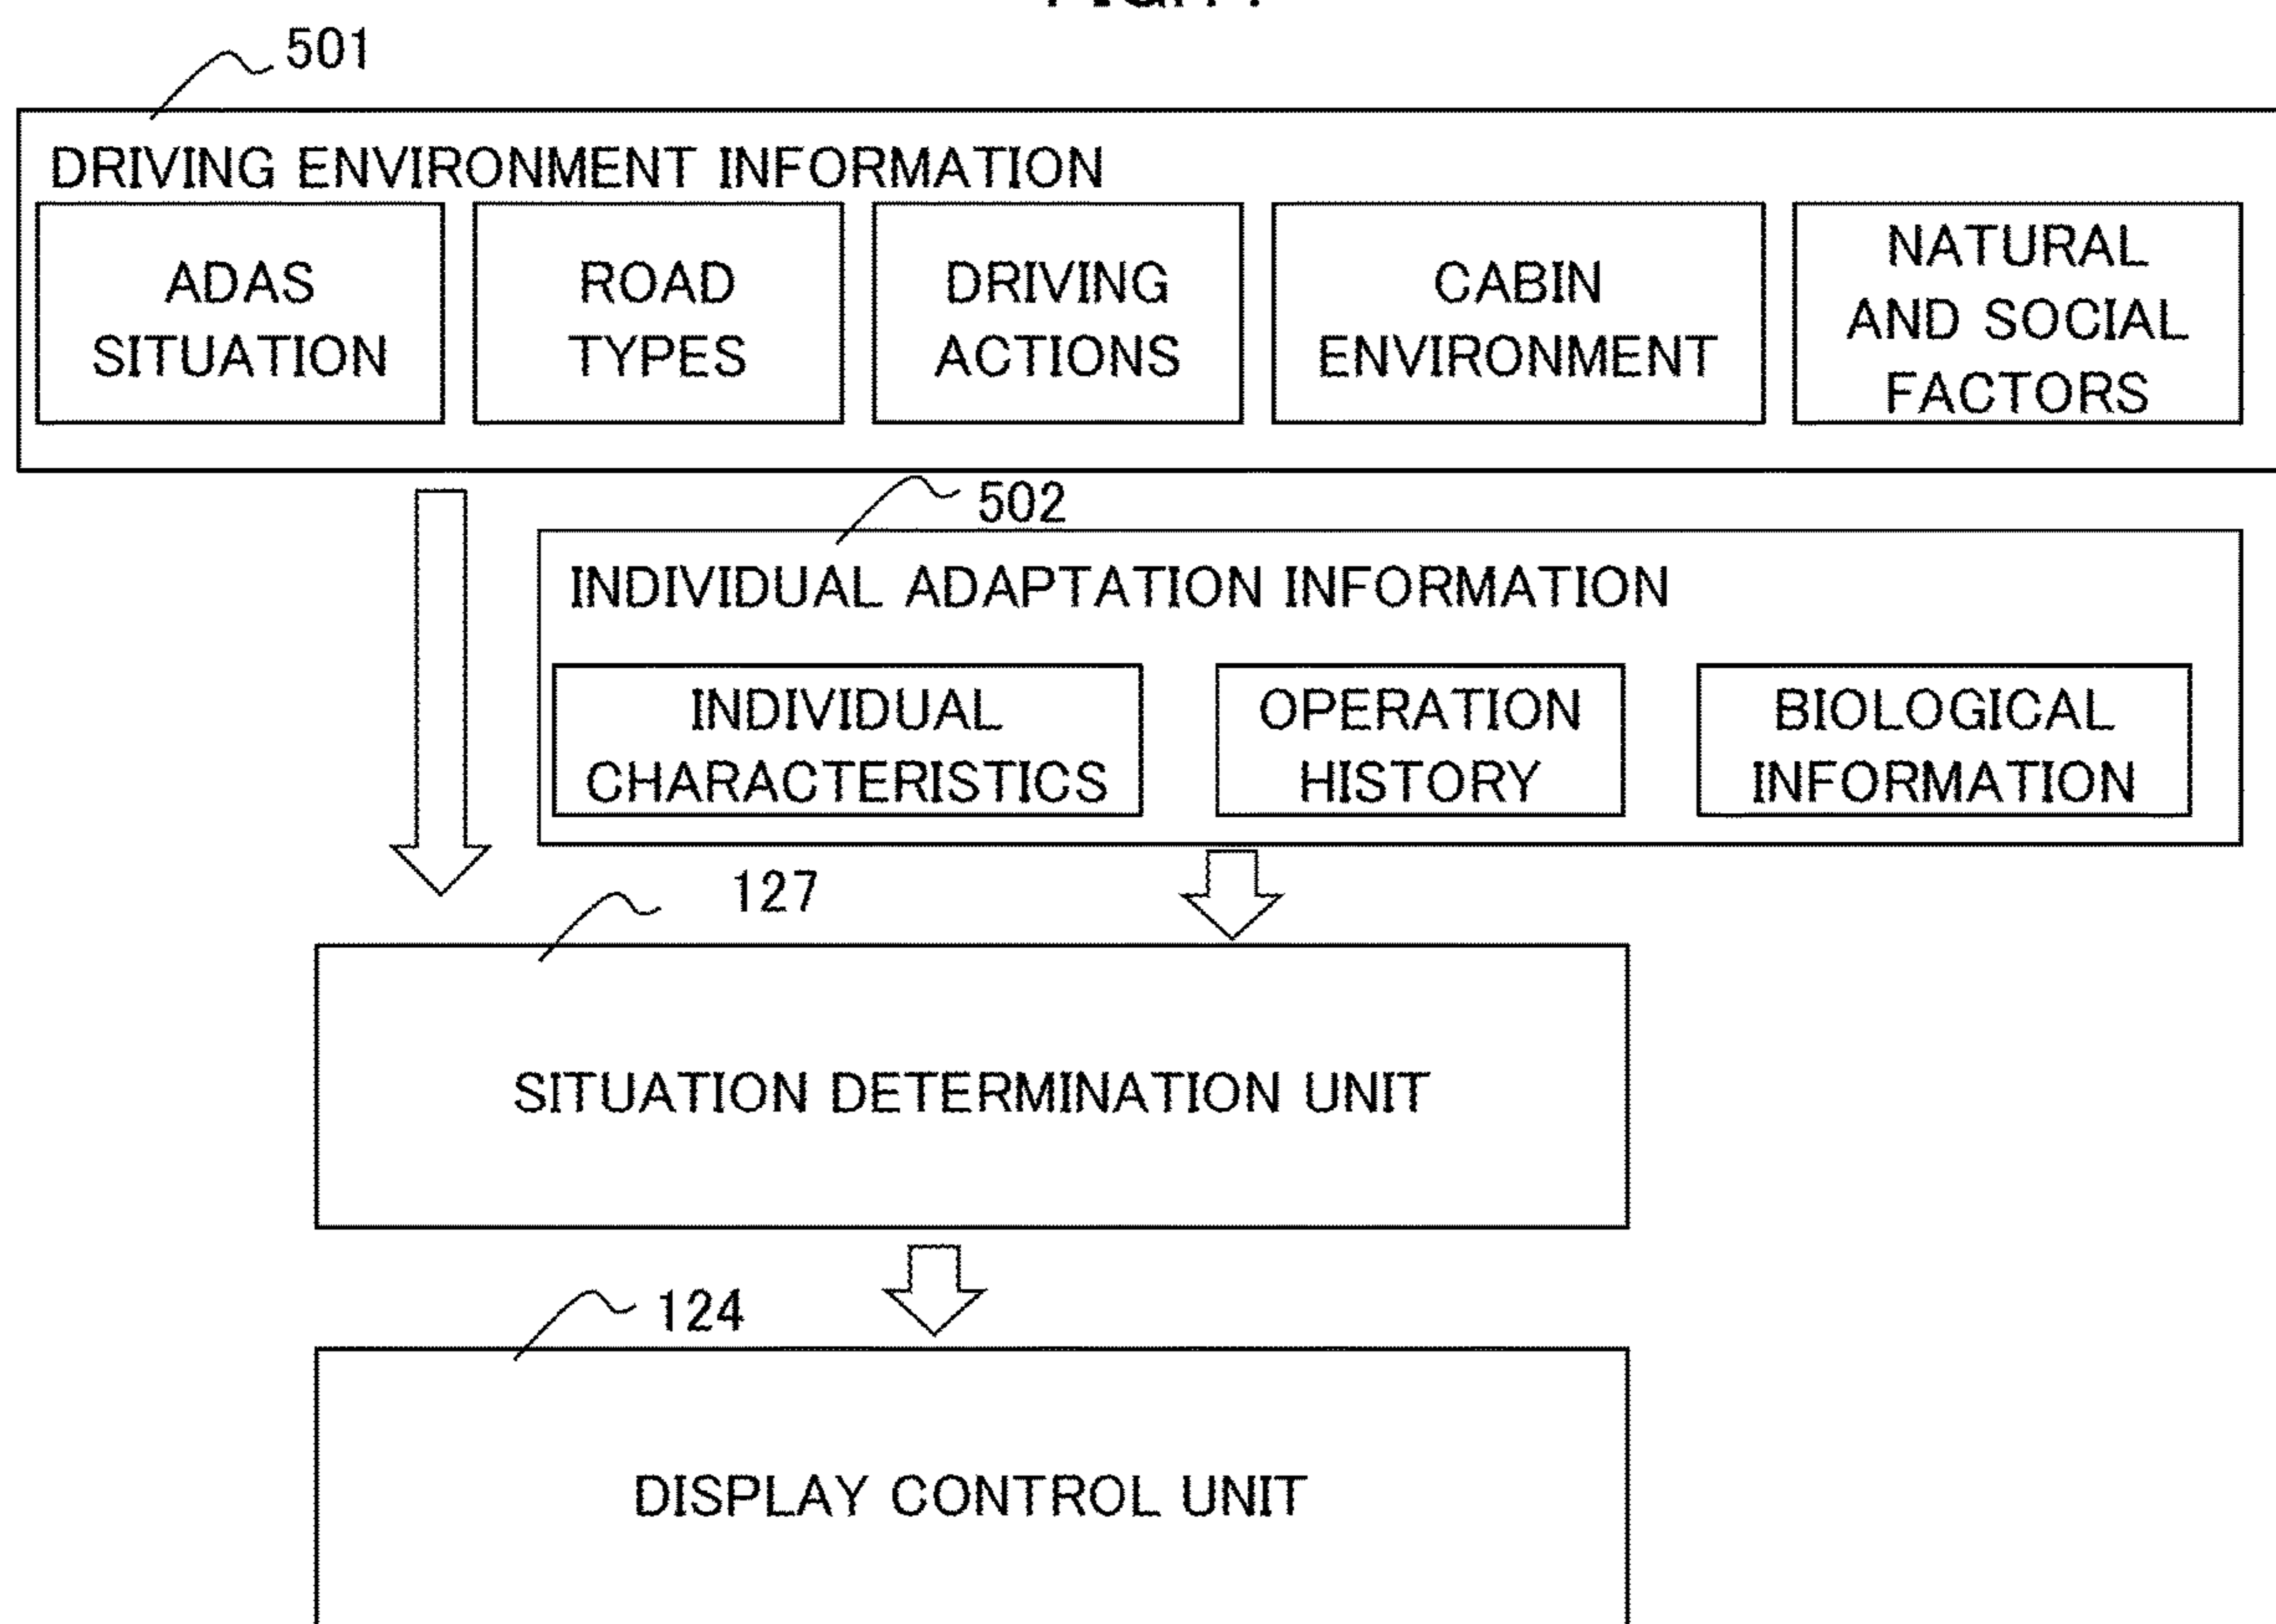 501
DRIVING ENVIRONMENT INFORMATION
ADAS
SITUATION
ROAD
TYPES
DRIVING
ACTIONS
CABIN
ENVIRONMENT
NATURAL
AND SOCIAL
FACTORS
502
INDIVIDUAL ADAPTATION INFORMATION
INDIVIDUAL
CHARACTERISTICS
OPERATION
HISTORY
BIOLOGICAL
INFORMATION
127
SITUATION DETERMINATION UNIT
124
DISPLAY CONTROL UNIT